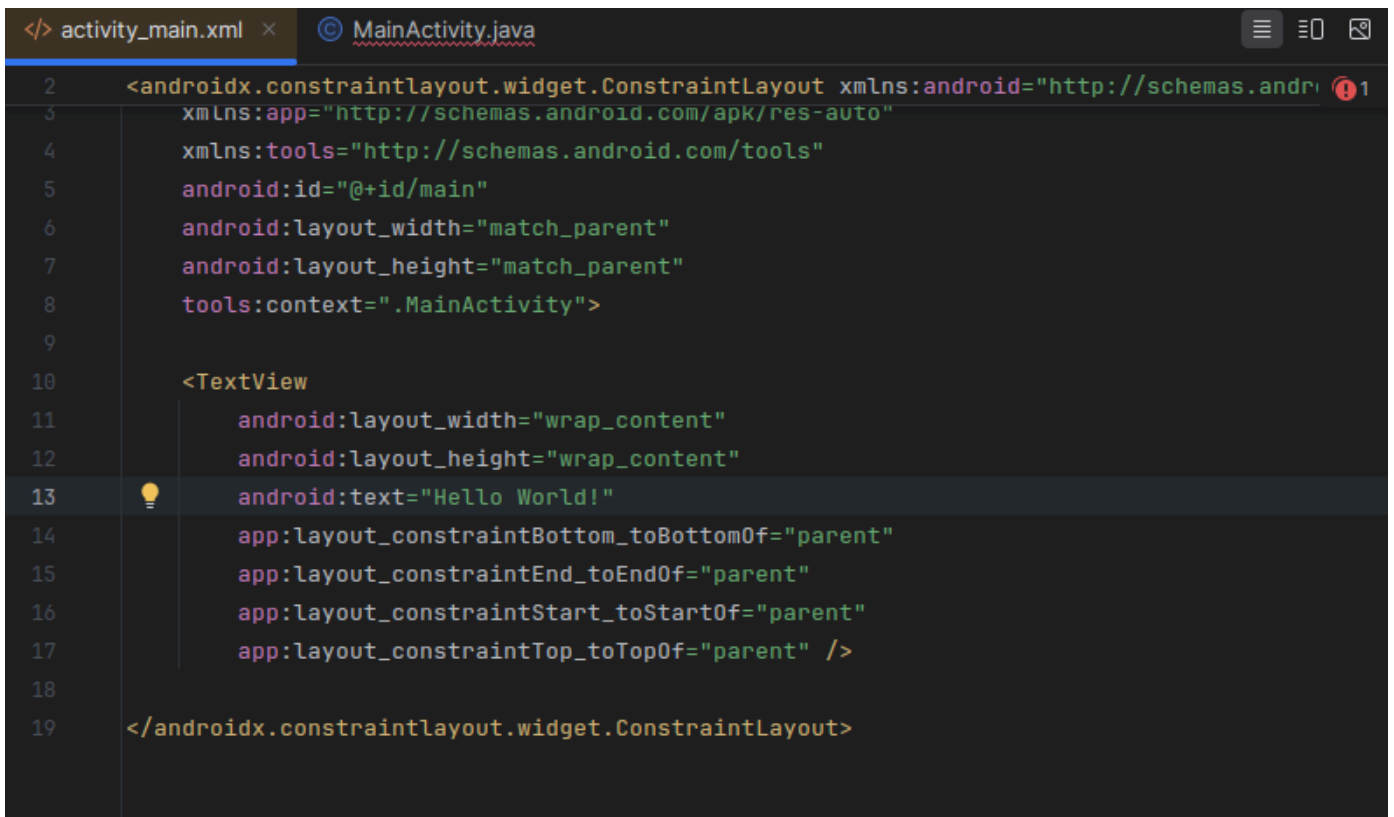 </> activity_main.xml × © MainActivity.java
2 <androidx.constraintlayout.widget.ConstraintLayout xmlns:android="http://schemas.andr 1
3 xmlns:app="http://schemas.android.com/apk/res-auto"
4 xmlns:tools="http://schemas.android.com/tools"
5 android:id="@+id/main"
6 android:layout_width="match_parent"
7 android:layout_height="match_parent"
8 tools:context=".MainActivity">
9
10 <TextView
11 android:layout_width="wrap_content"
12 android:layout_height="wrap_content"
13 android:text="Hello World!"
14 app:layout_constraintBottom_toBottomOf="parent"
15 app:layout_constraintEnd_toEndOf="parent"
16 app:layout_constraintStart_toStartOf="parent"
17 app:layout_constraintTop_toTopOf="parent" />
18
19 </androidx.constraintlayout.widget.ConstraintLayout>